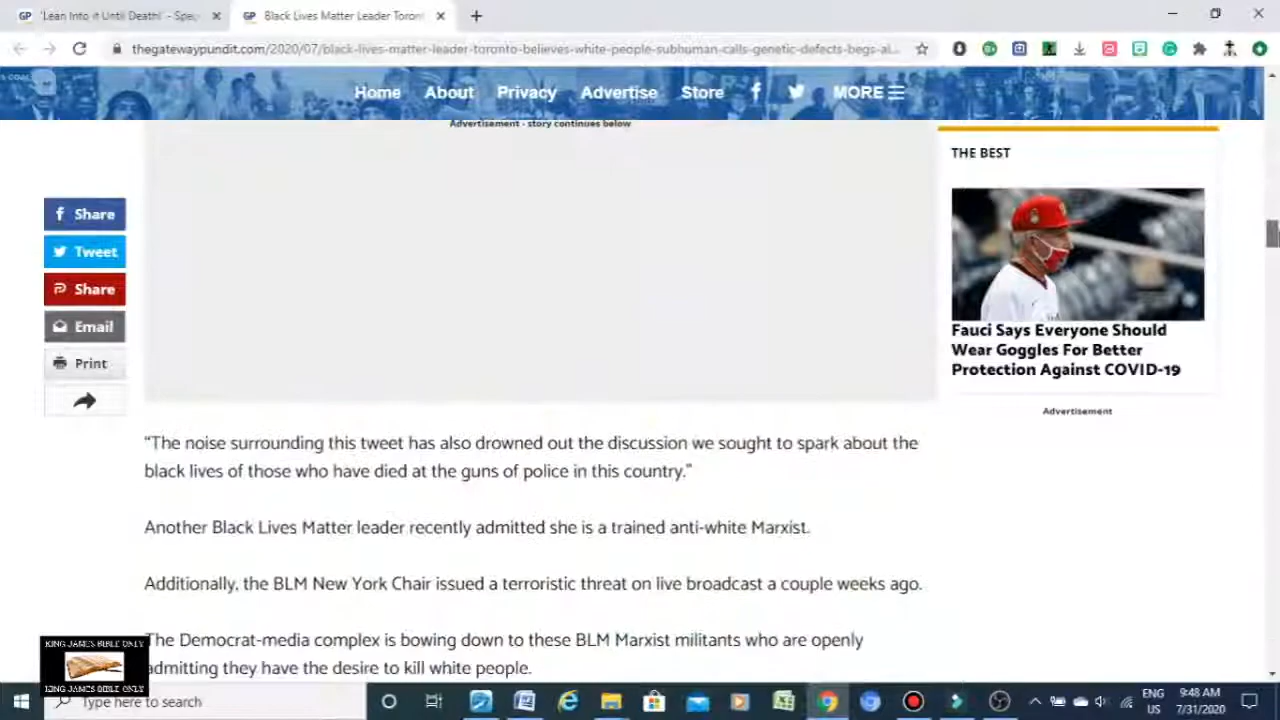 'Lean Into it Until Death!' - Spe
Black Lives Matter Leader Toron
thegatewaypundit.com/2020/07/black-lives-matter-leader-toronto-believes-white-people-subhuman-calls-genetic-defects-begs-al...
Home About Privacy Advertise Store MORE
Advertisement - story continues below
THE BEST
Share
Tweet
Share
Email
Print
Fauci Says Everyone Should
Wear Goggles For Better
Protection Against COVID-19
Advertisement
"The noise surrounding this tweet has also drowned out the discussion we sought to spark about the
black lives of those who have died at the guns of police in this country."
Another Black Lives Matter leader recently admitted she is a trained anti-white Marxist.
Additionally, the BLM New York Chair issued a terroristic threat on live broadcast a couple weeks ago.
The Democrat-media complex is bowing down to these BLM Marxist militants who are openly
admitting they have the desire to kill white people.
KING JAMES BIBLE ONLY
KING JAMES BIBLE ONLY
Type here to search
ENG
US
9:48 AM
7/31/2020